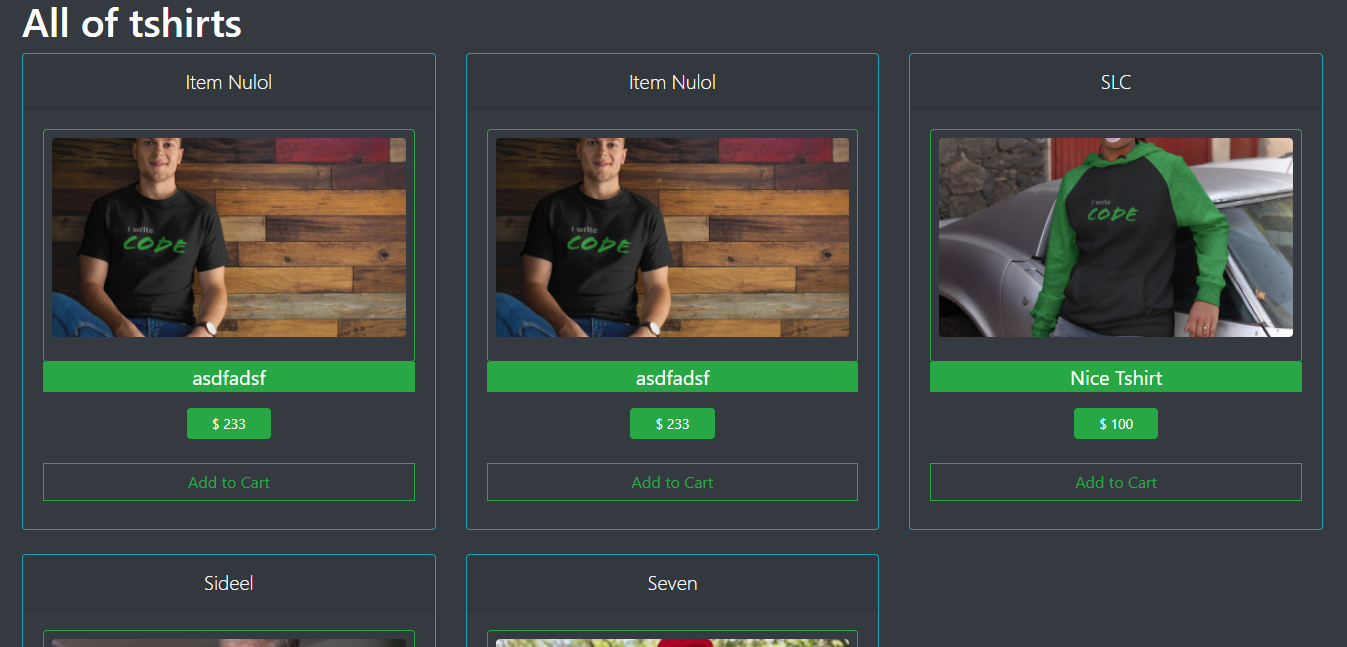 All of tshirts
Item Nulol
I write
CODE
asdfadsf
$ 233
Add to Cart
Item Nulol
I write
CODE
asdfadsf
$ 233
Add to Cart
SLC
I write
CODE
Nice Tshirt
$ 100
Add to Cart
Sideel
Seven